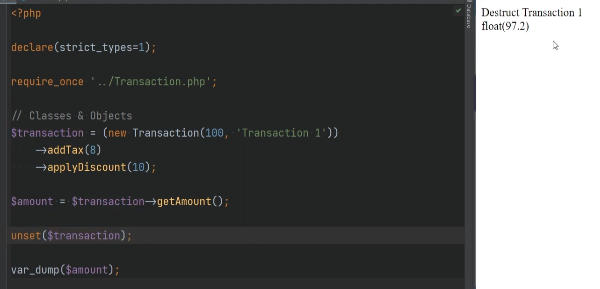 <?php
declare(strict_types=1);
require_once '../Transaction.php';
// Classes & Objects
$transaction = (new Transaction(100, 'Transaction 1'))
->addTax(8)
->applyDiscount(10);
$amount = $transaction->getAmount();
unset($transaction);
var_dump($amount);
Database
Destruct Transaction 1
float(97.2)